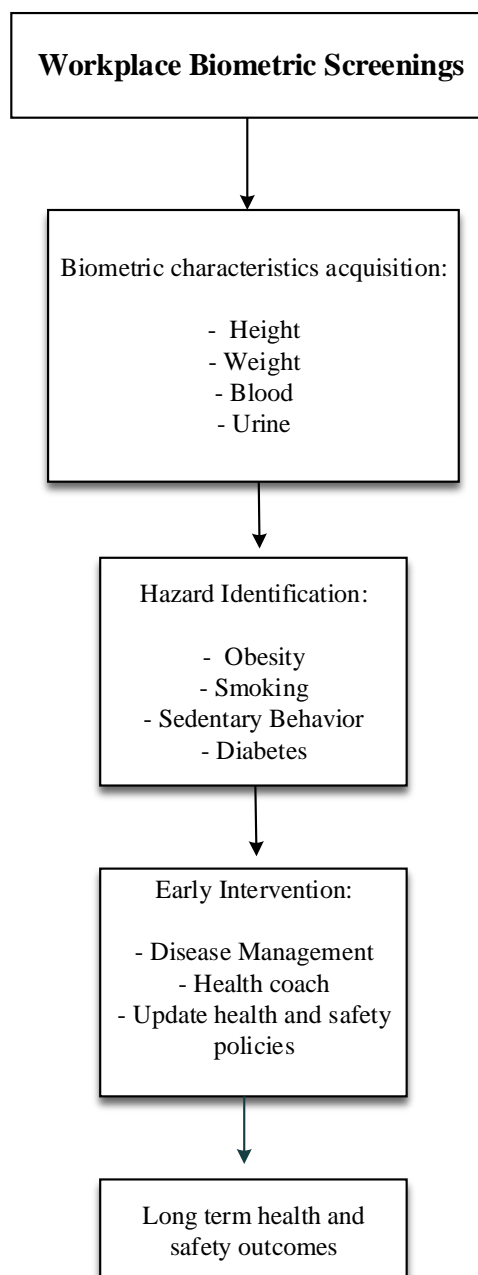 Workplace Biometric Screenings
Biometric characteristics acquisition:
- Height
- Weight
- Blood
- Urine
Hazard Identification:
- Obesity
- Smoking
- Sedentary Behavior
- Diabetes
Early Intervention:
- Disease Management
- Health coach
- Update health and safety
policies
Long term health and
safety outcomes